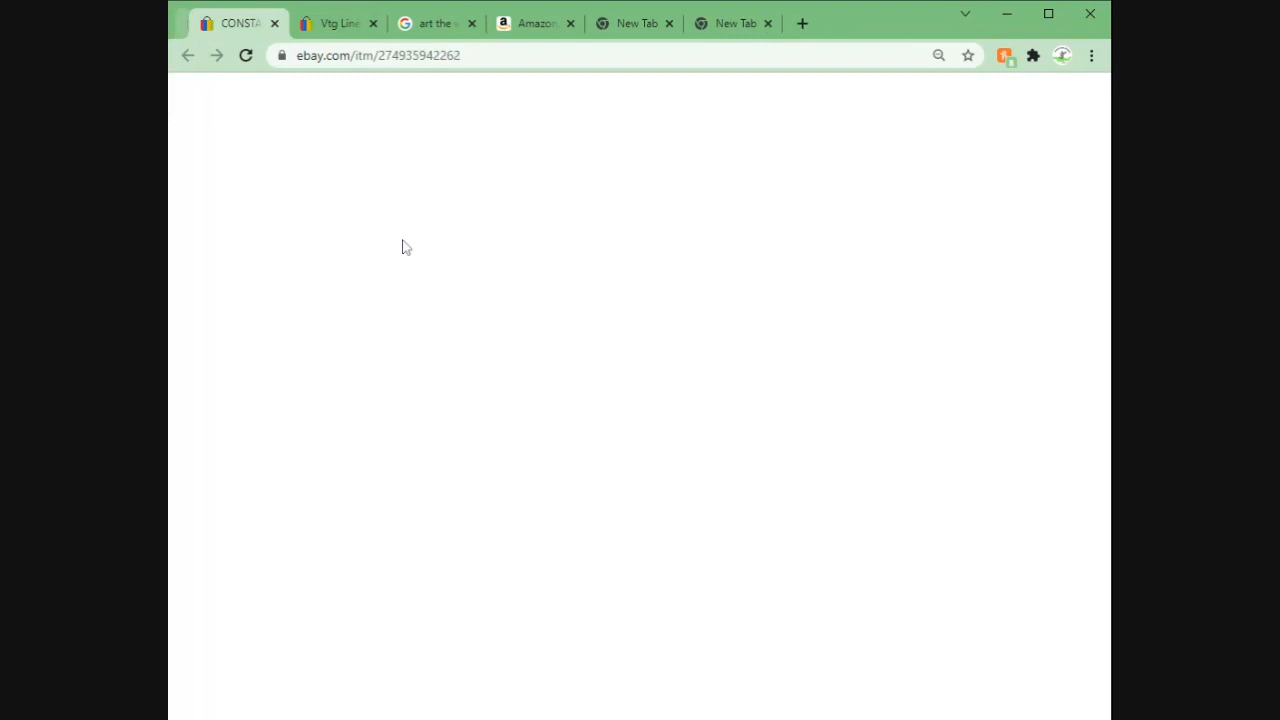 CONSTA
Vtg Line
art the
Amazon
New Tab
New Tab
ebay.com/itm/274935942262